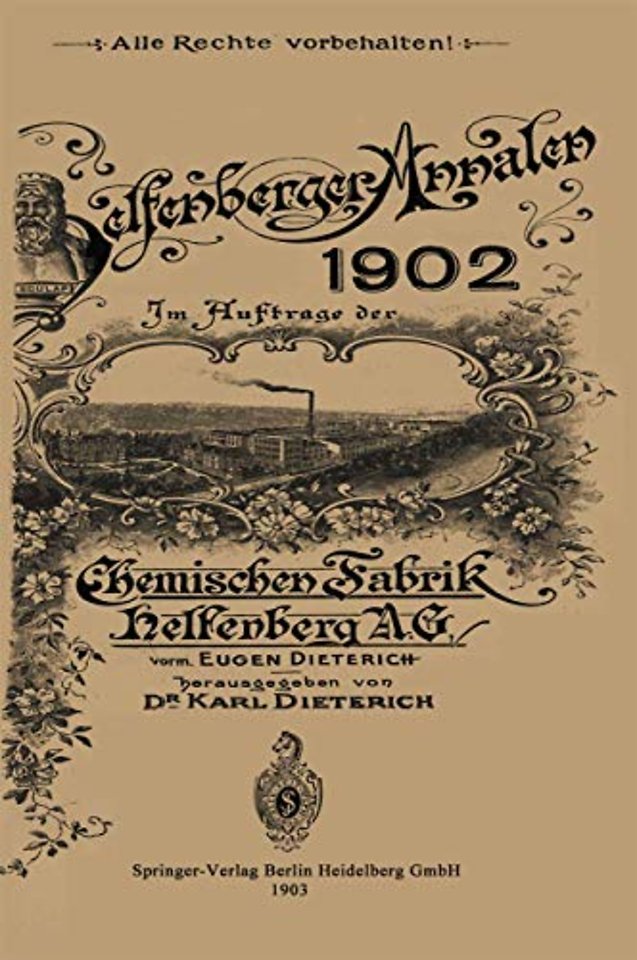 Alle Rechte vorbehalten!
Helfenberger Annalen
1902
Im Auftrage der
Chemischen Fabrik
Helfenberg A.G.
vorm. EUGEN DIETERICH
herausgegeben von
DR KARL DIETERICH
S
Springer-Verlag Berlin Heidelberg GmbH
1903